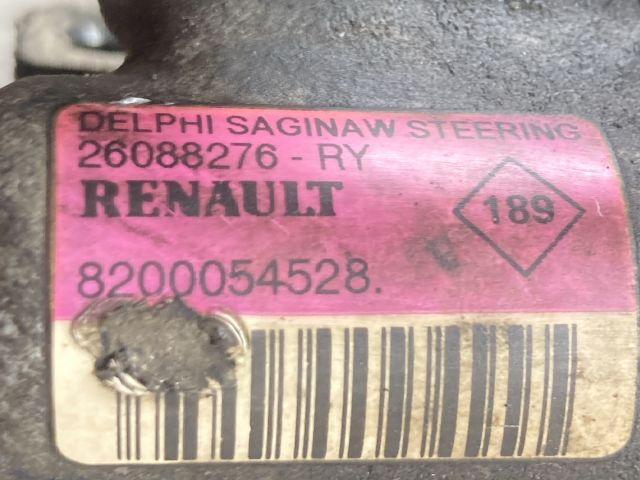 DELPHI SAGINAW STEERING
26088276 - RY
RENAULT
189
8200054528.